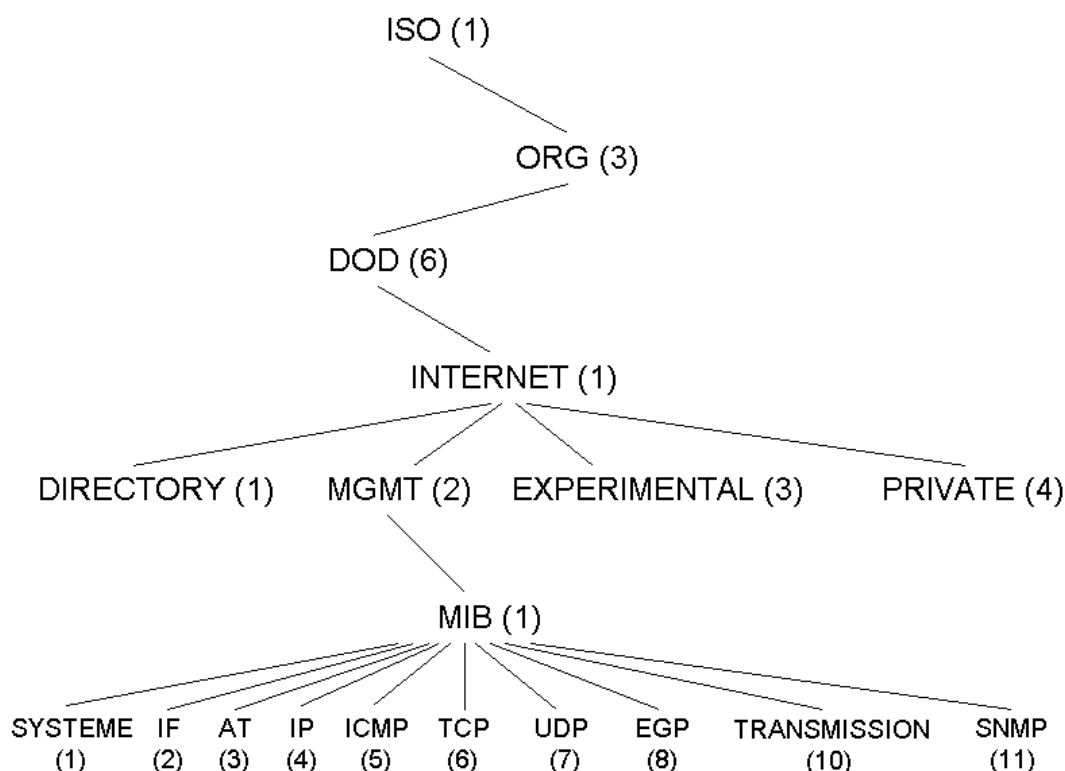 ISO (1)
ORG (3)
DOD (6)
INTERNET (1)
DIRECTORY (1) MGMT (2) EXPERIMENTAL (3) PRIVATE (4)
MIB (1)
SYSTEME IF AT IP ICMP TCP UDP EGP TRANSMISSION SNMP
(1) (2) (3) (4) (5) (6) (7) (8) (10) (11)